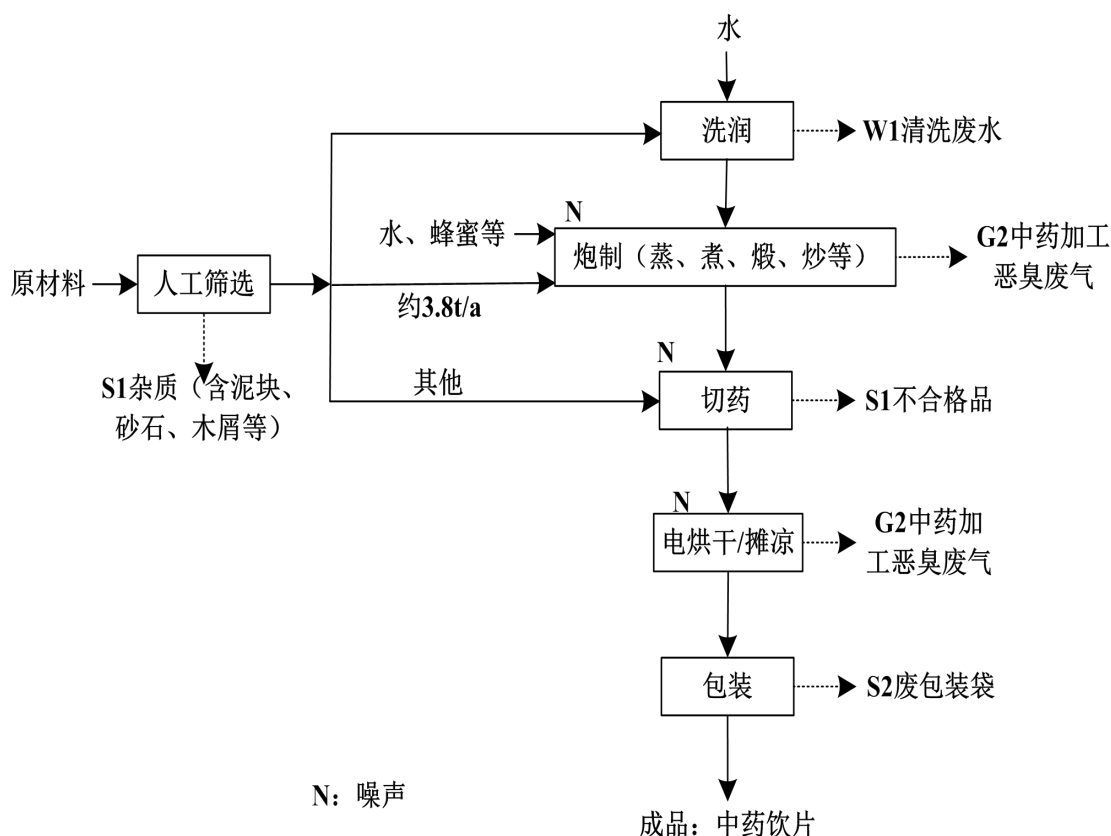 水
洗润
W1清洗废水
N
水、蜂蜜等
炮制（蒸、煮、煅、炒等）
G2中药加工
恶臭废气
原材料
人工筛选
约3.8t/a
S1杂质（含泥块、
砂石、木屑等）
其他
N
切药
S1不合格品
N
电烘干/摊凉
G2中药加
工恶臭废气
包装
S2废包装袋
N：噪声
成品：中药饮片